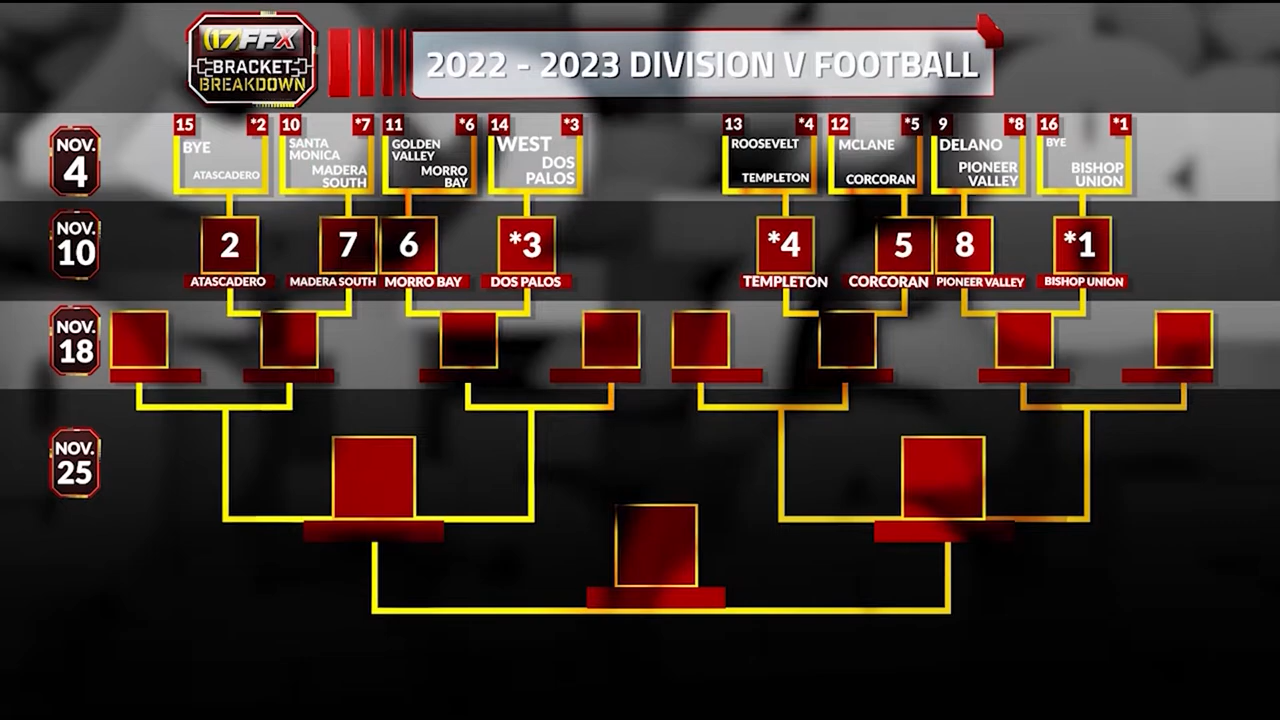 17FFX
BRACKET
BREAKDOWN
2022 - 2023 DIVISION V FOOTBALL
NOV.
4
15 *2
BYE
ATASCADERO
10 *7
SANTA
MONICA
MADERA
SOUTH
11 *6
GOLDEN
VALLEY
MORRO
BAY
14 *3
WEST
DOS
PALOS
13 *4
ROOSEVELT
TEMPLETON
12 *5
MCLANE
CORCORAN
9 *8
DELANO
PIONEER
VALLEY
16 *1
BYE
BISHOP
UNION
NOV.
10
2
ATASCADERO
7
MADERA SOUTH
6
MORRO BAY
*3
DOS PALOS
*4
TEMPLETON
5
CORCORAN
8
PIONEER VALLEY
*1
BISHOP UNION
NOV.
18
NOV.
25